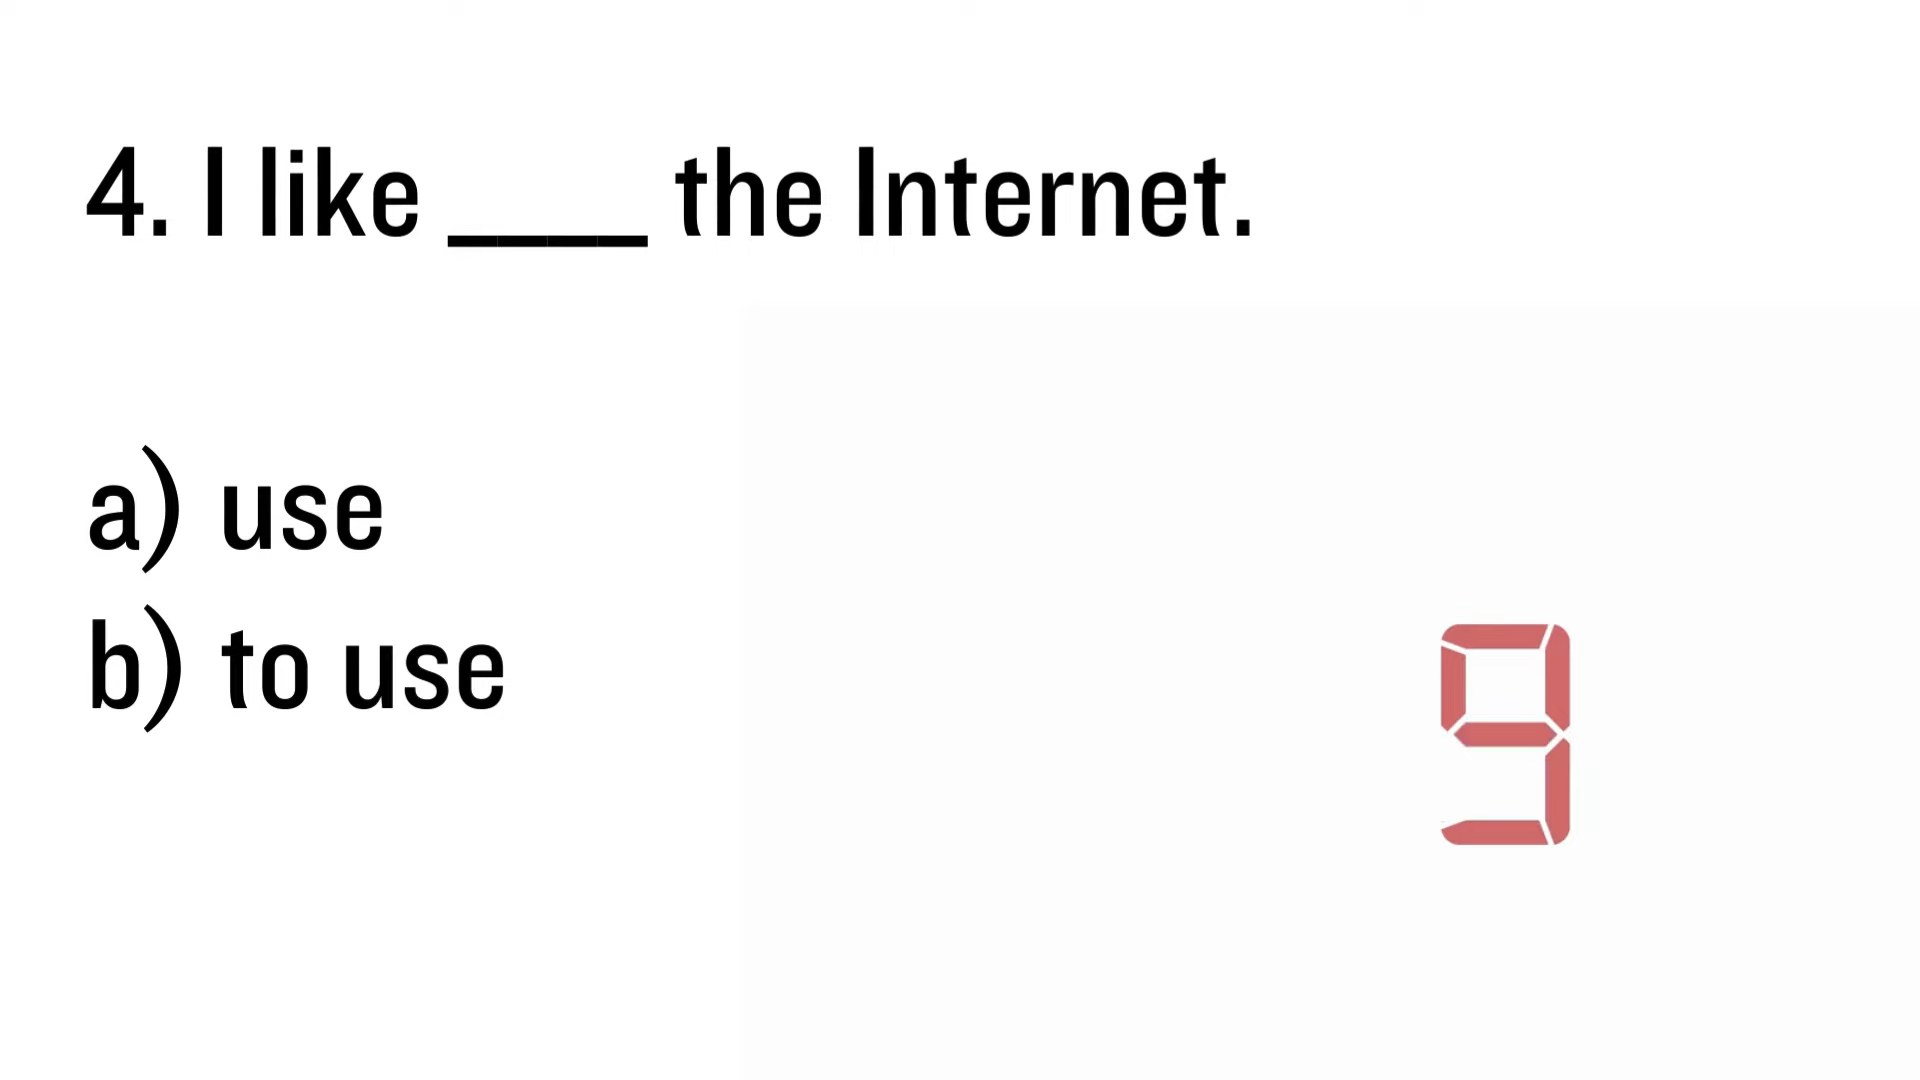 4. I like ____ the Internet.
a) use
b) to use
9